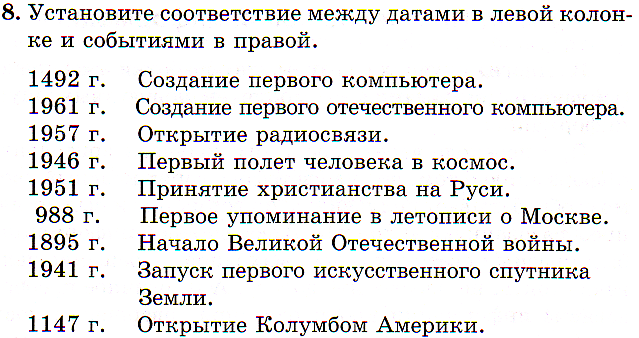 8. Установите соответствие между датами в левой колон-
ке и событиями в правой.
1492 г. Создание первого компьютера.
1961 г. Создание первого отечественного компьютера.
1957 г. Открытие радиосвязи.
1946 г. Первый полет человека в космос.
1951 г. Принятие христианства на Руси.
988 г. Первое упоминание в летописи о Москве.
1895 г. Начало Великой Отечественной войны.
1941 г. Запуск первого искусственного спутника
Земли.
1147 г. Открытие Колумбом Америки.